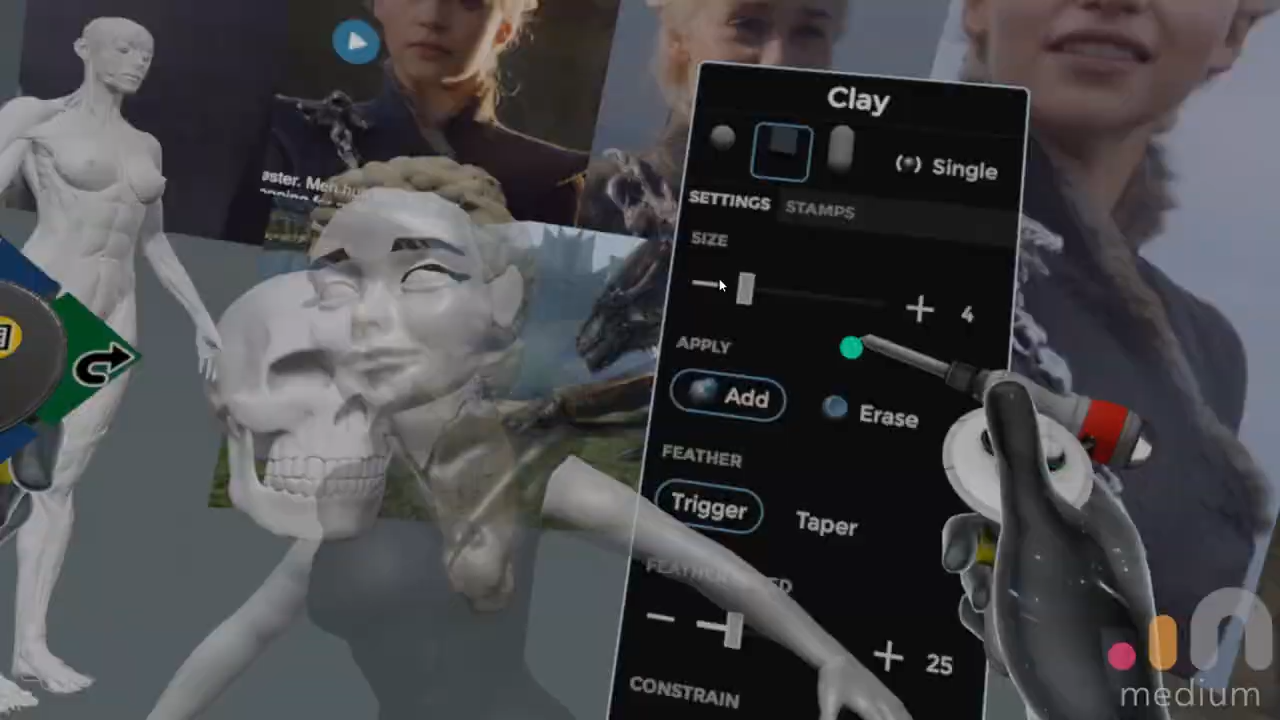 Clay
Single
SETTINGS
STAMPS
SIZE
4
APPLY
Add
Erase
FEATHER
Trigger
Taper
25
CONSTRAIN
medium